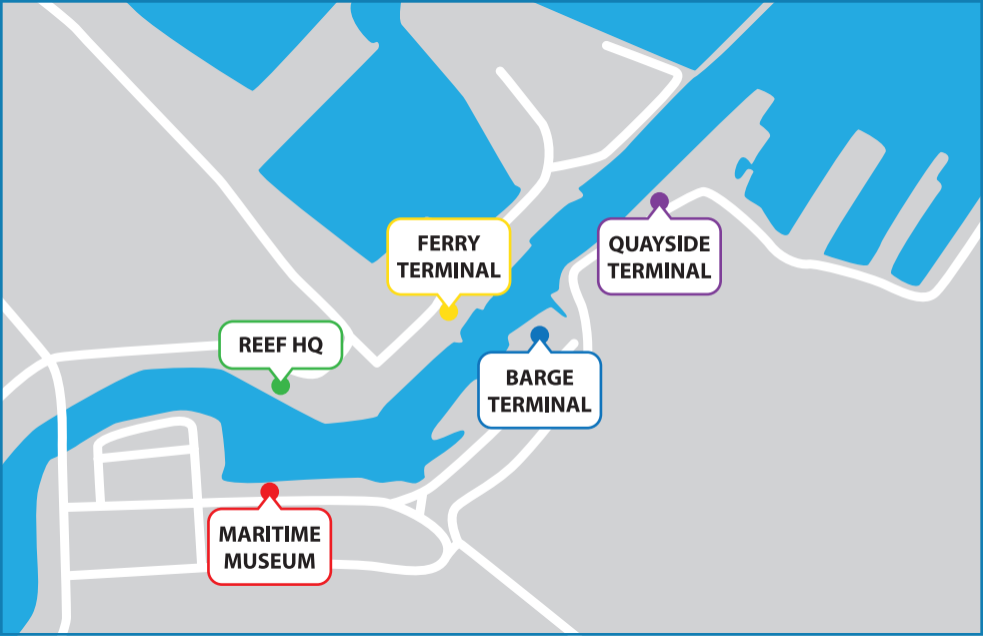 FERRY
TERMINAL
QUAYSIDE
TERMINAL
REEF HQ
BARGE
TERMINAL
MARITIME
MUSEUM